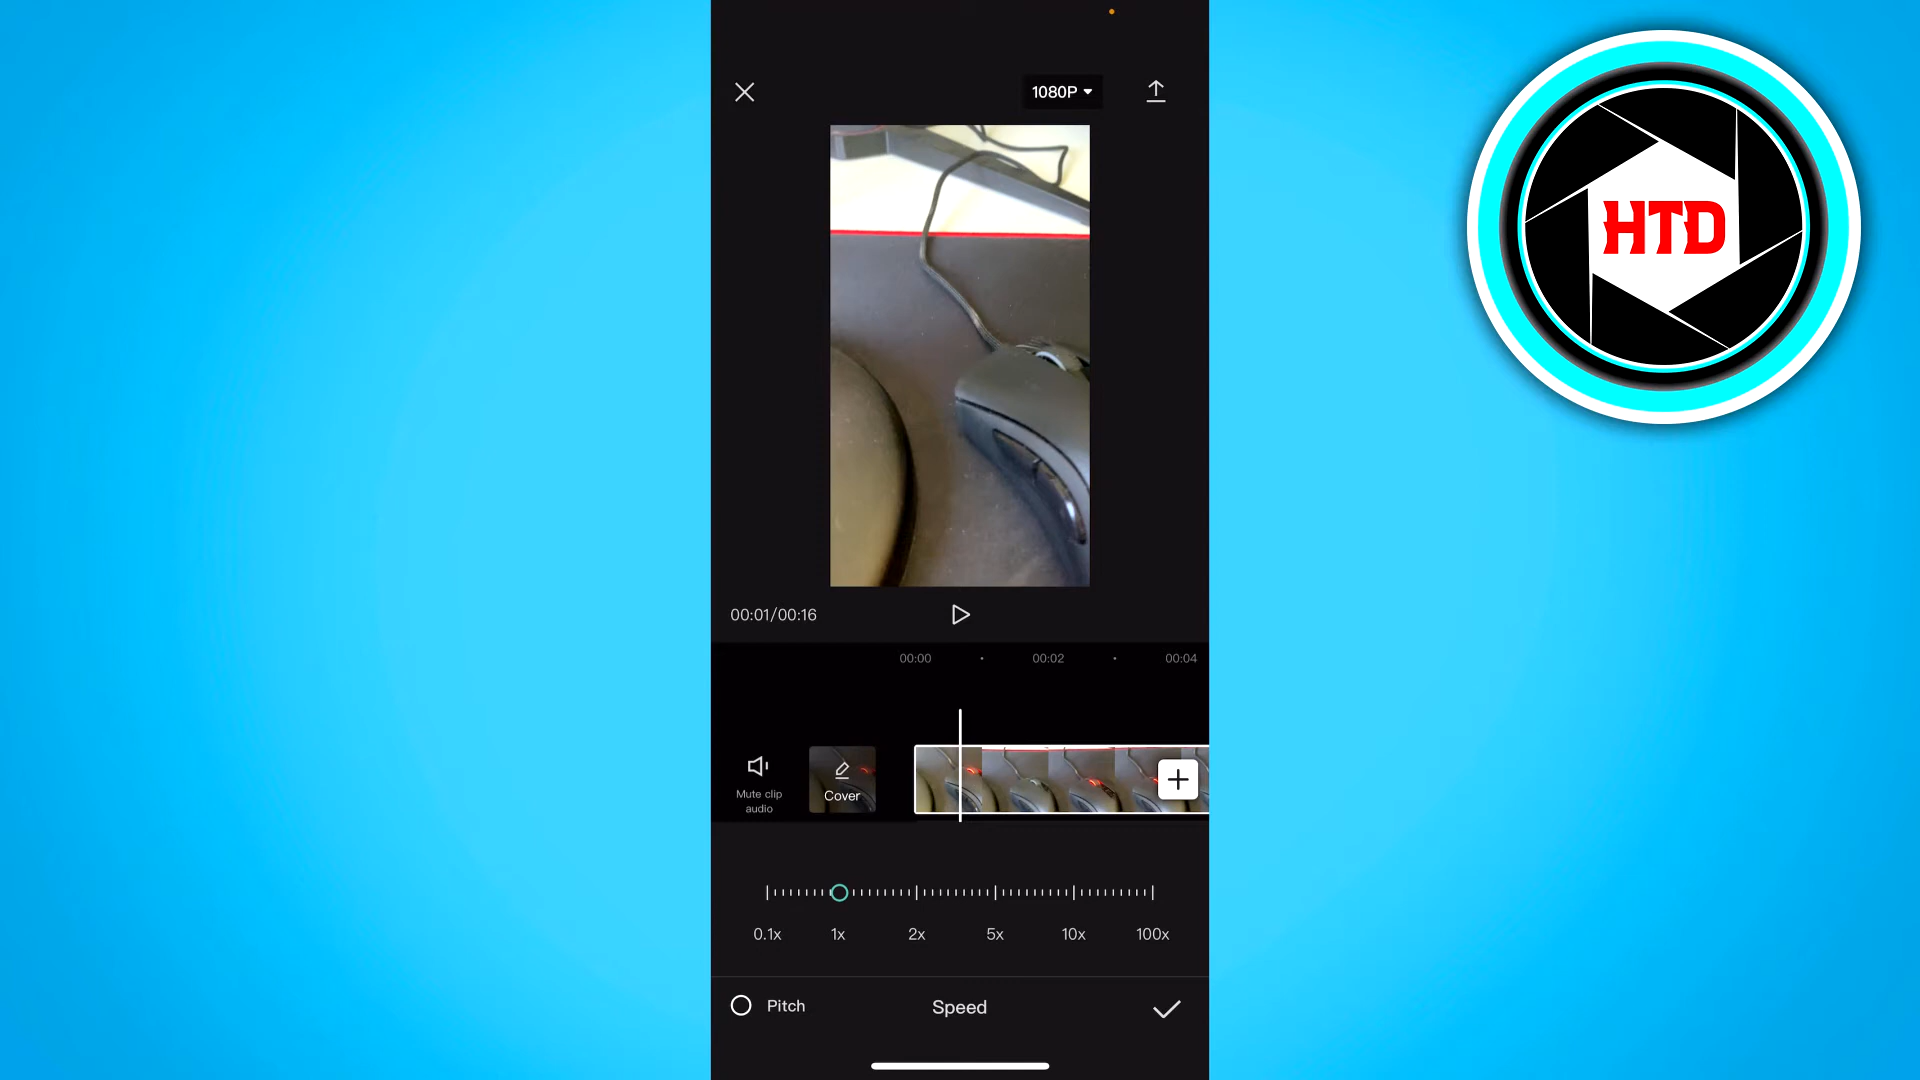 1080P
HTD
00:01/00:16
00:00
00:02
00:04
Mute clip
audio
Cover
0.1x
1x
2x
5x
10x
100x
Pitch
Speed